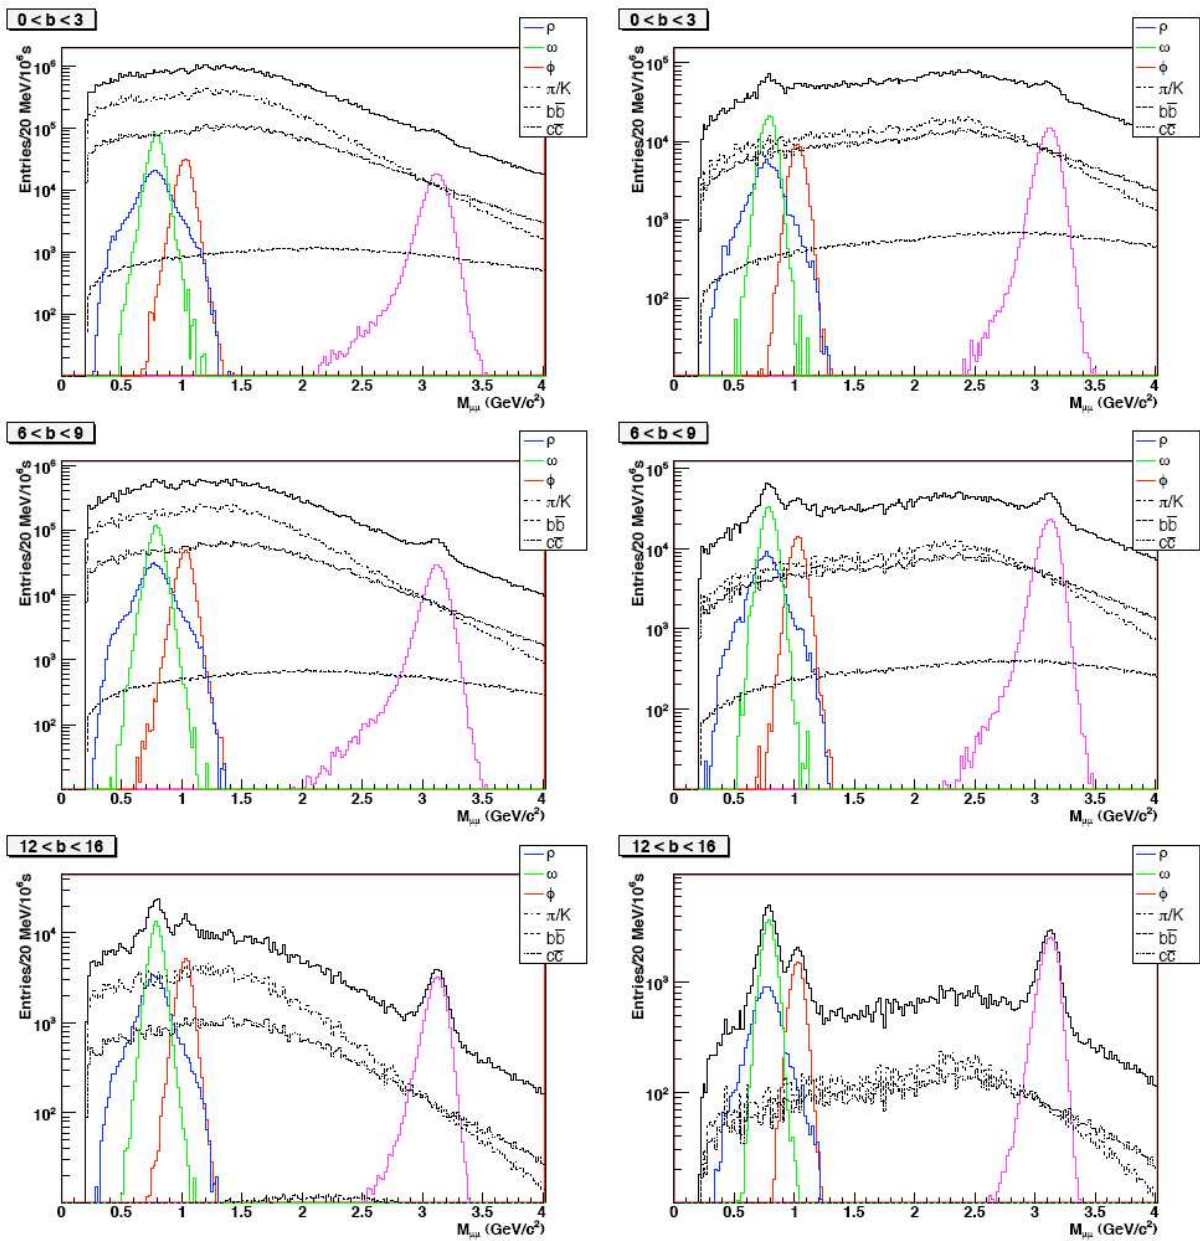 0 < b < 3
ρ
ω
ϕ
π/K
bb̅
cc̅
Entries/20 MeV/10⁶s
10⁶
10⁵
10⁴
10³
10²
0 0.5 1 1.5 2 2.5 3 3.5 4
M_μμ (GeV/c²)
0 < b < 3
ρ
ω
ϕ
π/K
bb̅
cc̅
Entries/20 MeV/10⁶s
10⁵
10⁴
10³
10²
0 0.5 1 1.5 2 2.5 3 3.5 4
M_μμ (GeV/c²)
6 < b < 9
ρ
ω
ϕ
π/K
bb̅
cc̅
Entries/20 MeV/10⁶s
10⁶
10⁵
10⁴
10³
10²
0 0.5 1 1.5 2 2.5 3 3.5 4
M_μμ (GeV/c²)
6 < b < 9
ρ
ω
ϕ
π/K
bb̅
cc̅
Entries/20 MeV/10⁶s
10⁵
10⁴
10³
10²
0 0.5 1 1.5 2 2.5 3 3.5 4
M_μμ (GeV/c²)
12 < b < 16
ρ
ω
ϕ
π/K
bb̅
cc̅
Entries/20 MeV/10⁶s
10⁴
10³
10²
0 0.5 1 1.5 2 2.5 3 3.5 4
M_μμ (GeV/c²)
12 < b < 16
ρ
ω
ϕ
π/K
bb̅
cc̅
Entries/20 MeV/10⁶s
10³
10²
0 0.5 1 1.5 2 2.5 3 3.5 4
M_μμ (GeV/c²)